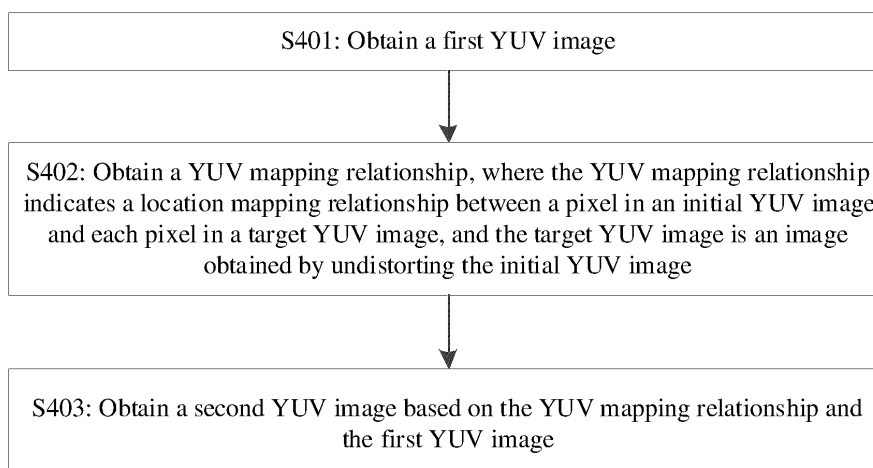 S401: Obtain a first YUV image
S402: Obtain a YUV mapping relationship, where the YUV mapping relationship
indicates a location mapping relationship between a pixel in an initial YUV image
and each pixel in a target YUV image, and the target YUV image is an image
obtained by undistorting the initial YUV image
S403: Obtain a second YUV image based on the YUV mapping relationship and
the first YUV image